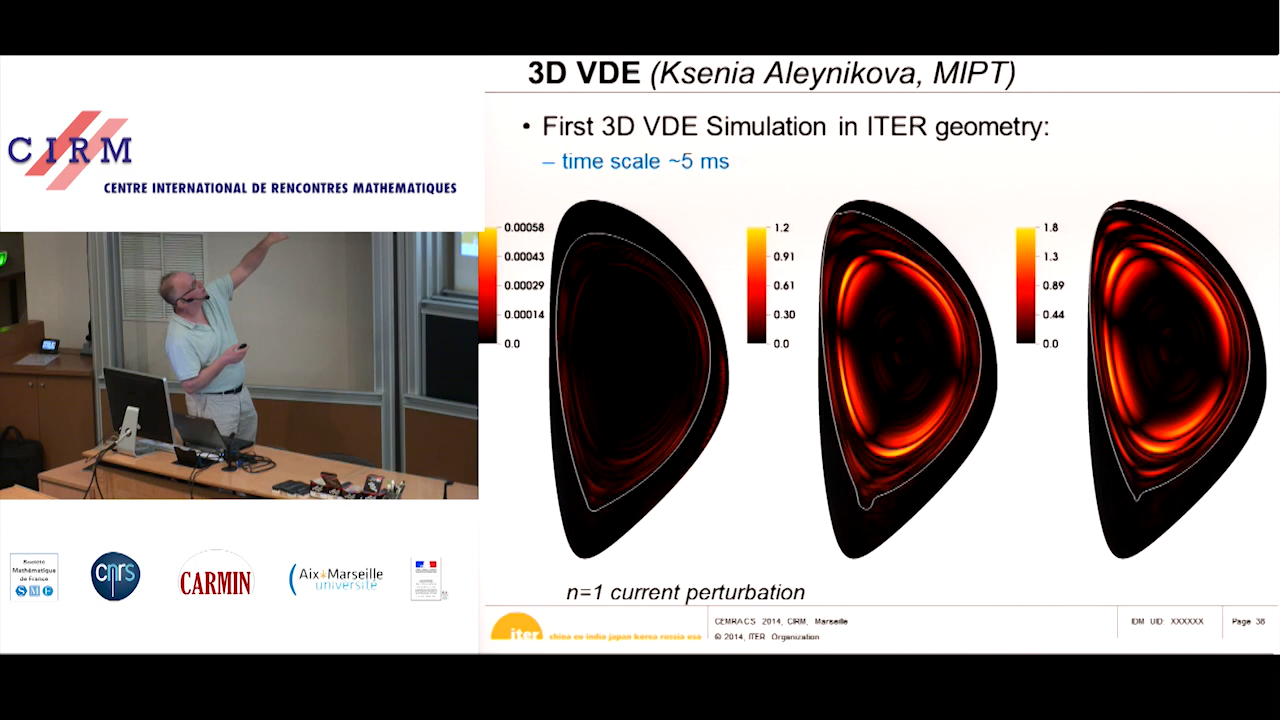 CIRM
CENTRE INTERNATIONAL DE RENCONTRES MATHEMATIQUES
3D VDE (Ksenia Aleynikova, MIPT)
• First 3D VDE Simulation in ITER geometry:
– time scale ~5 ms
0.00058
0.00043
0.00029
0.00014
0.0
1.2
0.91
0.61
0.30
0.0
1.8
1.3
0.89
0.44
0.0
n=1 current perturbation
Société
Mathématique
de France
SMF
cnrs
CARMIN
Aix*Marseille
université
iter
china eu india japan korea russia usa
CEMRACS 2014, CIRM, Marseille
© 2014, ITER Organization
IDM UID: XXXXXX
Page 38